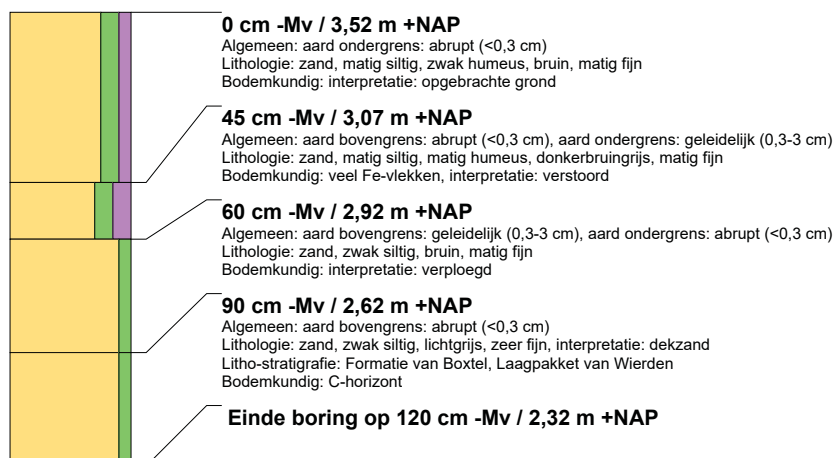 0 cm -Mv / 3,52 m +NAP
Algemeen: aard ondergrens: abrupt (<0,3 cm)
Lithologie: zand, matig siltig, zwak humeus, bruin, matig fijn
Bodemkundig: interpretatie: opgebrachte grond
45 cm -Mv / 3,07 m +NAP
Algemeen: aard bovengrens: abrupt (<0,3 cm), aard ondergrens: geleidelijk (0,3-3 cm)
Lithologie: zand, matig siltig, matig humeus, donkerbruingrijs, matig fijn
Bodemkundig: veel Fe-vlekken, interpretatie: verstoord
60 cm -Mv / 2,92 m +NAP
Algemeen: aard bovengrens: geleidelijk (0,3-3 cm), aard ondergrens: abrupt (<0,3 cm)
Lithologie: zand, zwak siltig, bruin, matig fijn
Bodemkundig: interpretatie: verploegd
90 cm -Mv / 2,62 m +NAP
Algemeen: aard bovengrens: abrupt (<0,3 cm)
Lithologie: zand, zwak siltig, lichtgrijs, zeer fijn, interpretatie: dekzand
Litho-stratigrafie: Formatie van Boxtel, Laagpakket van Wierden
Bodemkundig: C-horizont
Einde boring op 120 cm -Mv / 2,32 m +NAP